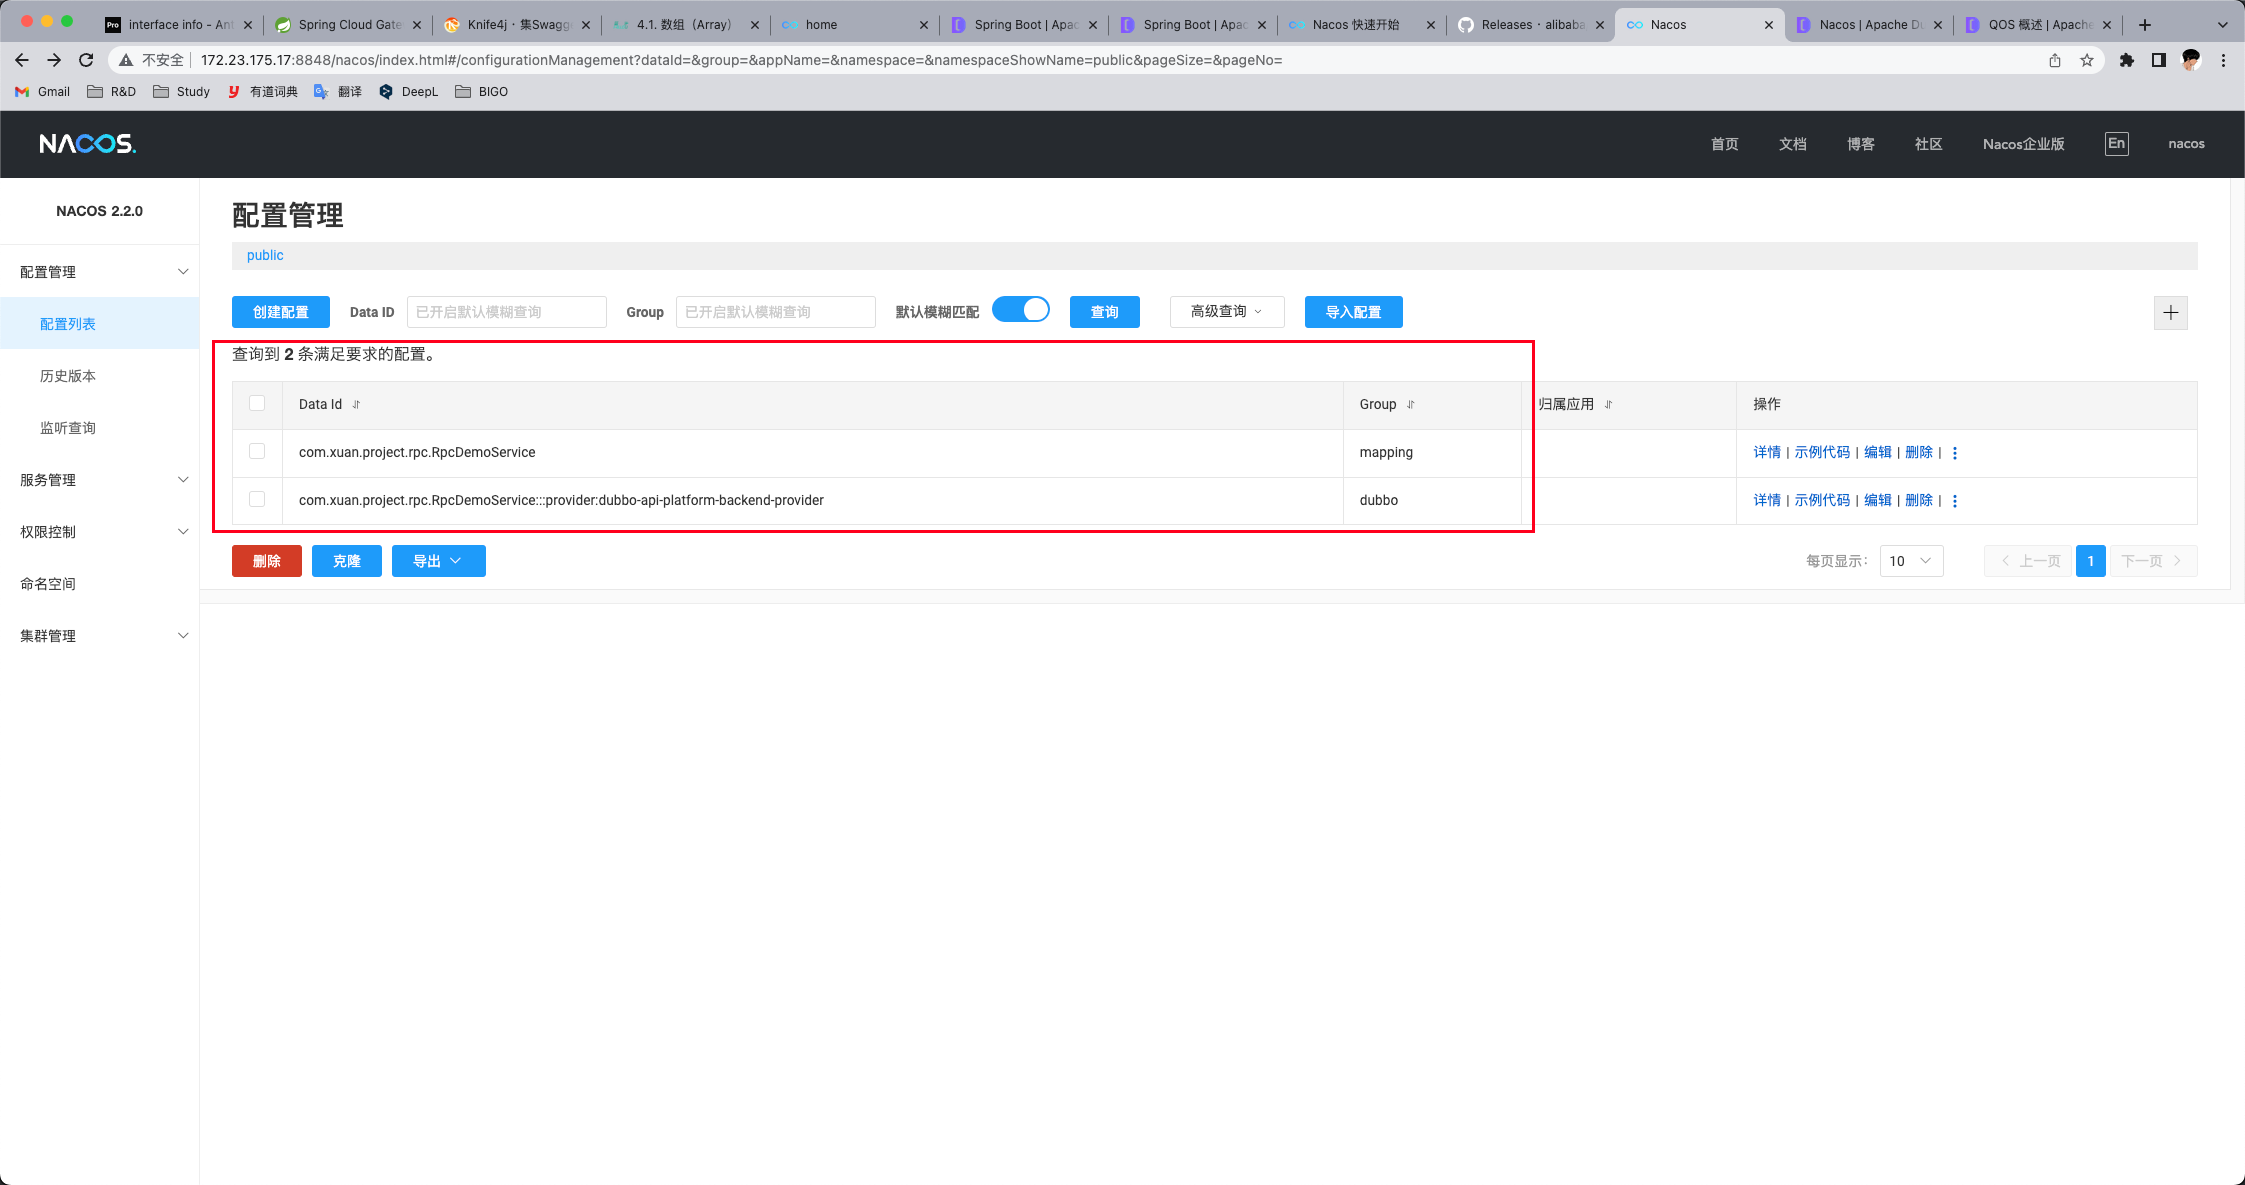 Pro interface info - Ant
Spring Cloud Gate
Knife4j · 集Swagg
4.1. 数组（Array）
home
Spring Boot | Apac
Spring Boot | Apac
Nacos 快速开始
Releases · alibaba
Nacos
Nacos | Apache Du
QOS 概述 | Apache
不安全 172.23.175.17:8848/nacos/index.html#/configurationManagement?dataId=&group=&appName=&namespace=&namespaceShowName=public&pageSize=&pageNo=
Gmail R&D Study 有道词典 翻译 DeepL BIGO
NACOS.
首页 文档 博客 社区 Nacos企业版 En nacos
NACOS 2.2.0
配置管理
配置列表
历史版本
监听查询
服务管理
权限控制
命名空间
集群管理
配置管理
public
创建配置 Data ID 已开启默认模糊查询 Group 已开启默认模糊查询 默认模糊匹配 查询 高级查询 导入配置
查询到 2 条满足要求的配置。
Data Id Group 归属应用 操作
com.xuan.project.rpc.RpcDemoService mapping 详情 | 示例代码 | 编辑 | 删除 |
com.xuan.project.rpc.RpcDemoService:::provider:dubbo-api-platform-backend-provider dubbo 详情 | 示例代码 | 编辑 | 删除 |
删除 克隆 导出 每页显示: 10 上一页 1 下一页